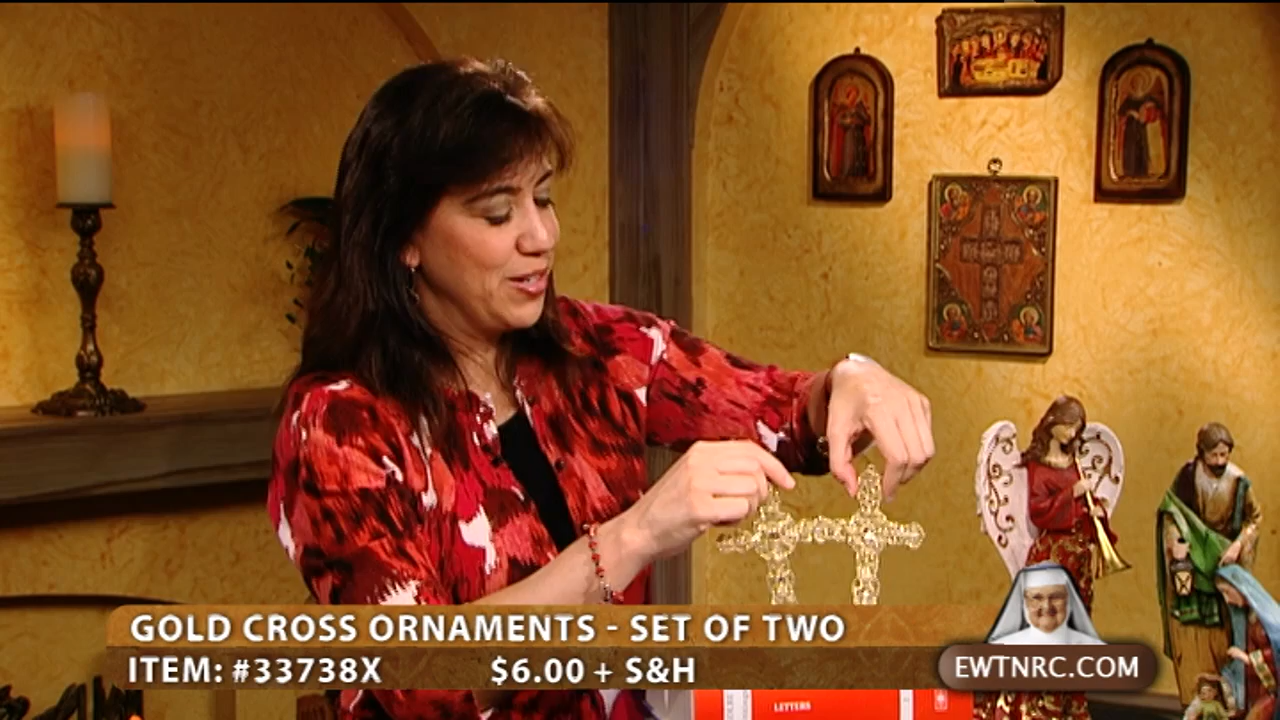 GOLD CROSS ORNAMENTS - SET OF TWO
ITEM: #33738X $6.00 + S&H
EWTNRC.COM
LETTERS